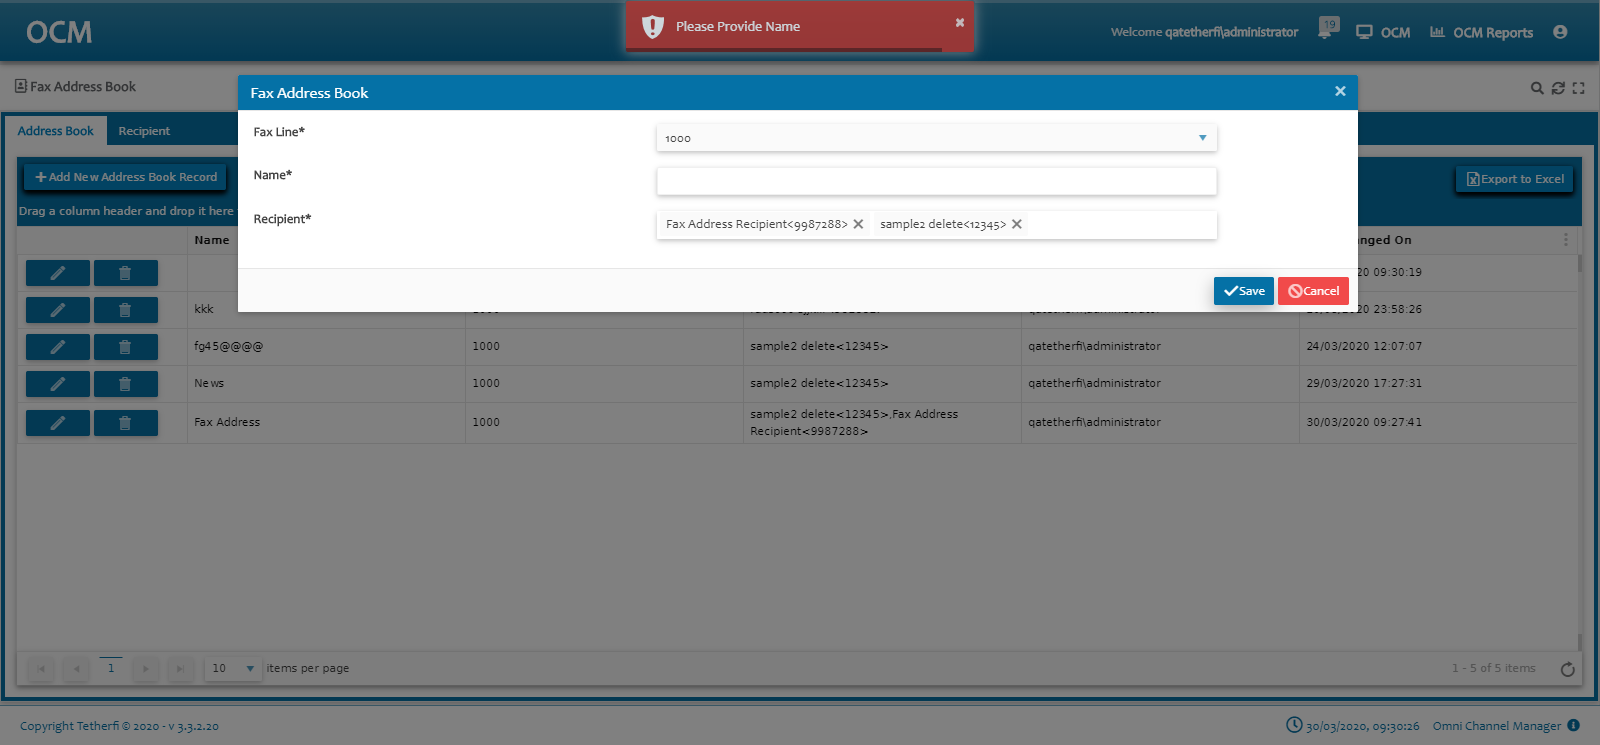 Please Provide Name
OCM
Welcome qatetherfi\administrator
19
OCM
OCM Reports
Fax Address Book
Fax Address Book
Address Book
Recipient
Fax Line*
1000
Name*
Recipient*
Fax Address Recipient<9987288>
sample2 delete<12345>
Save
Cancel
Add New Address Book Record
Export to Excel
Drag a column header and drop it here
Name
nged On
20 09:30:19
kkk
23:58:26
fg45@@@@ 1000 sample2 delete<12345> qatetherfi\administrator 24/03/2020 12:07:07
News 1000 sample2 delete<12345> qatetherfi\administrator 29/03/2020 17:27:31
Fax Address 1000 sample2 delete<12345>,Fax Address qatetherfi\administrator 30/03/2020 09:27:41
Recipient<9987288>
1 10 items per page
1 - 5 of 5 items
Copyright Tetherfi © 2020 - v 3.3.2.20
30/03/2020, 09:30:26
Omni Channel Manager